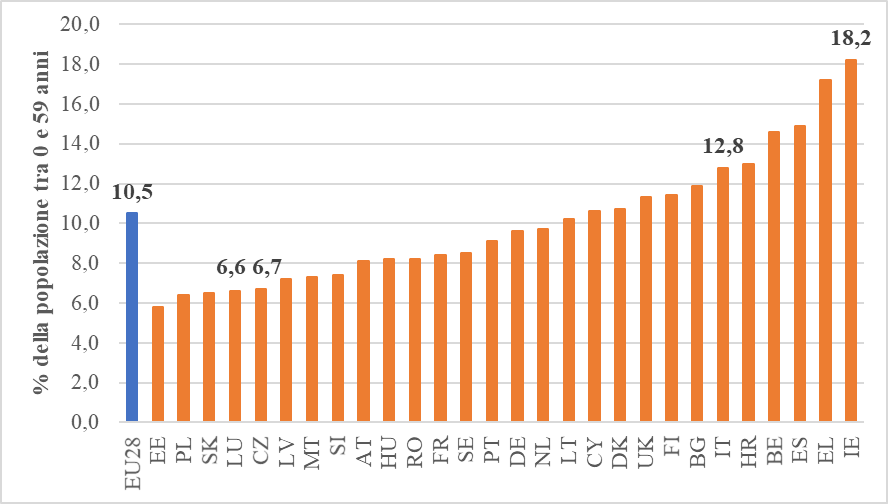 % della popolazione tra 0 e 59 anni
20,0
18,0
16,0
14,0
12,0
10,0
8,0
6,0
4,0
2,0
0,0
10,5
6,6
6,7
12,8
18,2
EU28
EE
PL
SK
LU
CZ
LV
MT
SI
AT
HU
RO
FR
SE
PT
DE
NL
LT
CY
DK
UK
FI
BG
IT
HR
BE
ES
EL
IE